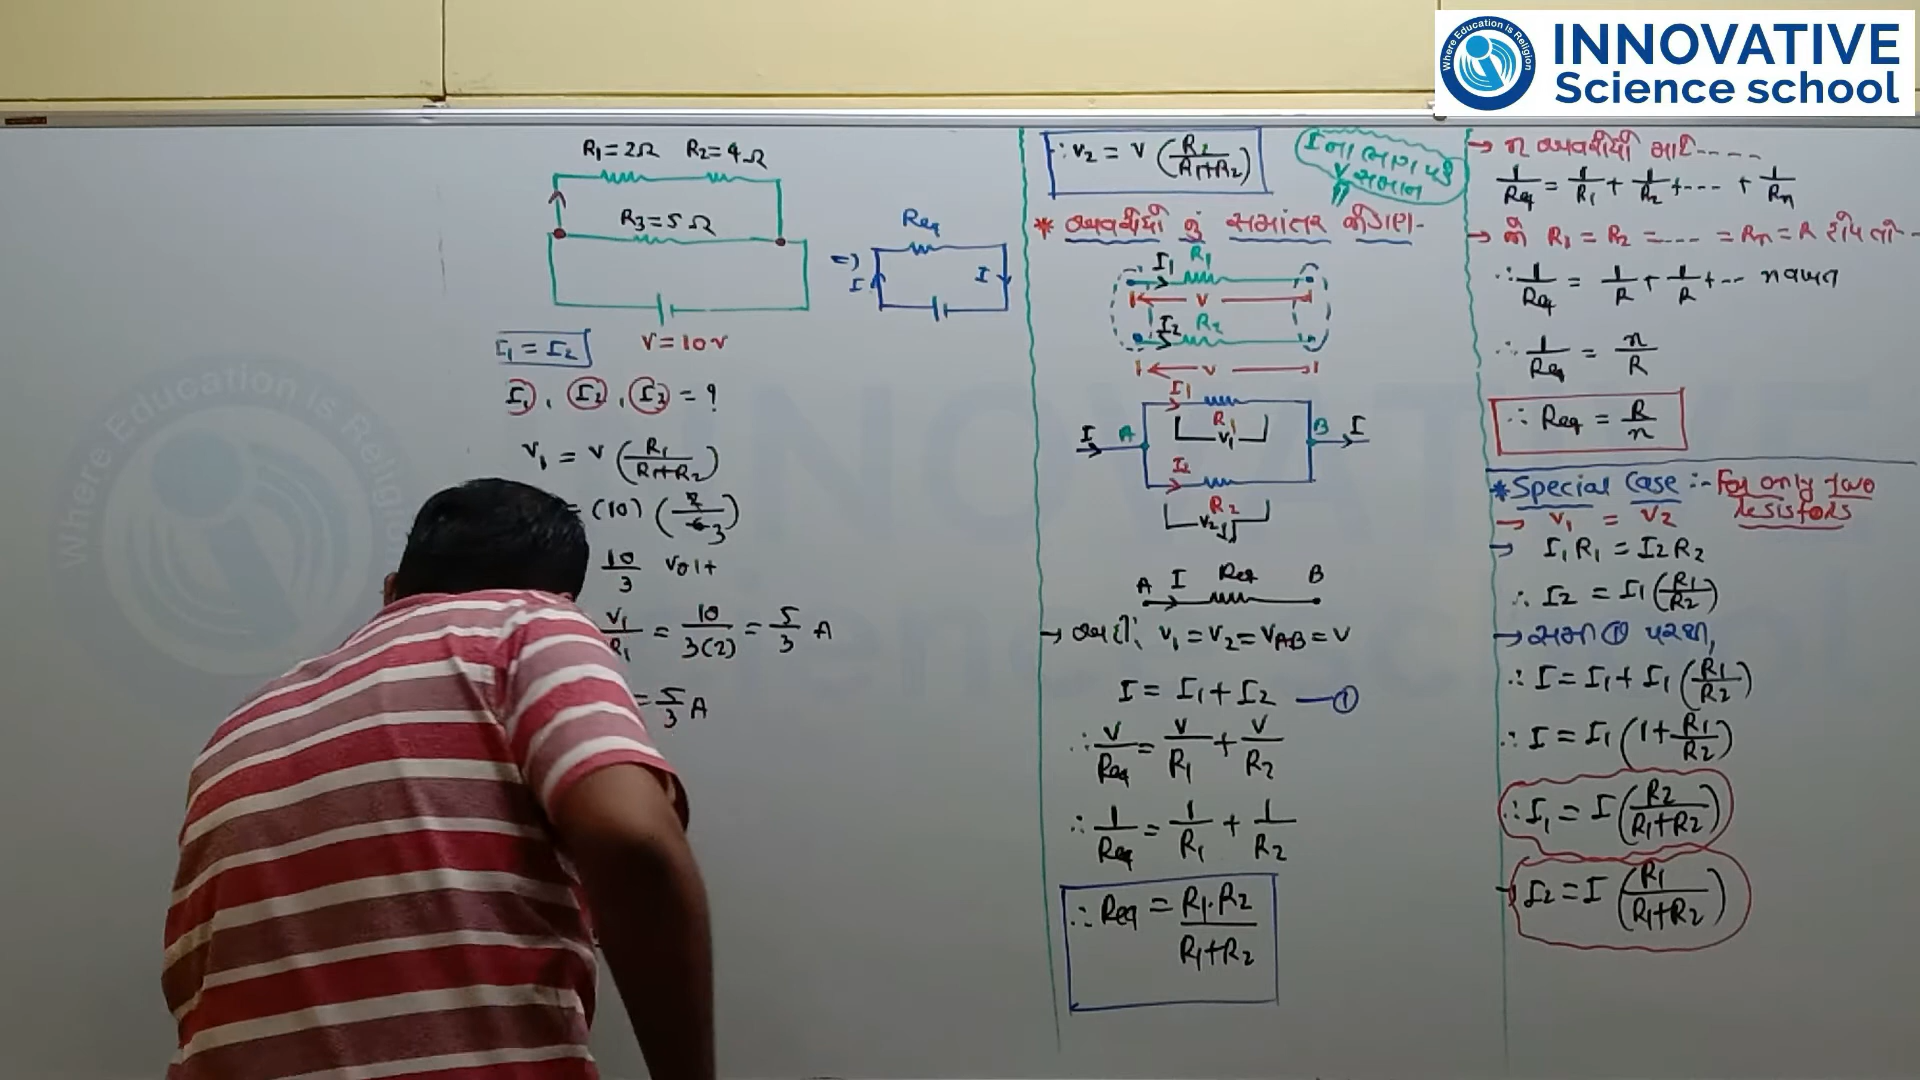 Where Education is Religion
INNOVATIVE
Science school
R₁=2Ω R₂=4Ω
R₃=5Ω
V=10V
Req
=)
I I
I₁ = I₂
I₁, I₂, I₃ = ?
V₁ = V (R₁/(R₁+R₂))
= (10) (2/6 3)
10/3 volt
V₁/R₁ = 10/3(2) = 5/3 A
= 5/3 A
∴ V₂ = V (R₂/(R₁+R₂))
I ના ભાગ પડે
V સમાન
* અવરોધોનું સમાંતર જોડાણ-
I₁ R₁
V
I₂ R₂
V
I₁
R₁
V₁
I A B I
I₂
R₂
V₂
A I Req B
→ અહીં, V₁ = V₂ = VAB = V
I = I₁ + I₂ —①
∴ V/Req = V/R₁ + V/R₂
∴ 1/Req = 1/R₁ + 1/R₂
∴ Req = R₁.R₂/(R₁+R₂)
→ n અવરોધો માટે-----
1/Req = 1/R₁ + 1/R₂ +---- + 1/Rn
→ જો R₁ = R₂ =---- = Rn = R હોય તો--
∴ 1/Req = 1/R + 1/R +--- n વખત
∴ 1/Req = n/R
∴ Req = R/n
* Special Case :- For only two resistors
→ V₁ = V₂
→ I₁R₁ = I₂R₂
∴ I₂ = I₁ (R₁/R₂)
→ સમી ① પરથી,
∴ I = I₁ + I₁ (R₁/R₂)
∴ I = I₁ (1 + R₁/R₂)
∴ I₁ = I (R₂/(R₁+R₂))
→ I₂ = I (R₁/(R₁+R₂))